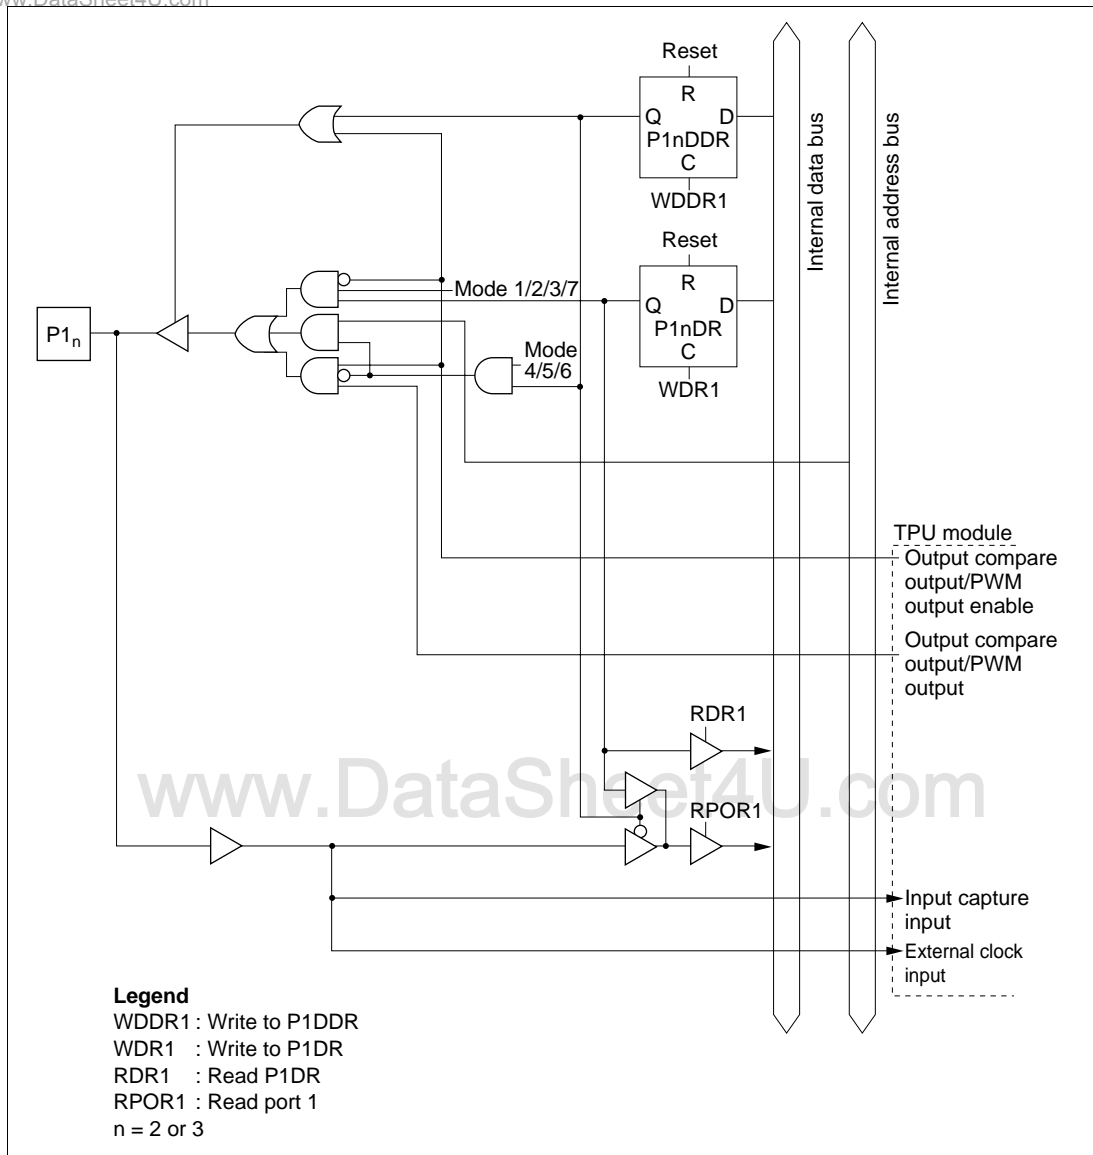 www.DataSheet4U.com
Reset
R
Q D
P1nDDR
C
WDDR1
Internal data bus
Internal address bus
Reset
R
Q D
P1nDR
C
WDR1
Mode 1/2/3/7
P1n
Mode
4/5/6
TPU module
Output compare
output/PWM
output enable
Output compare
output/PWM
output
RDR1
www.DataSheet4U.com
RPOR1
Input capture
input
External clock
input
Legend
WDDR1 : Write to P1DDR
WDR1 : Write to P1DR
RDR1 : Read P1DR
RPOR1 : Read port 1
n = 2 or 3